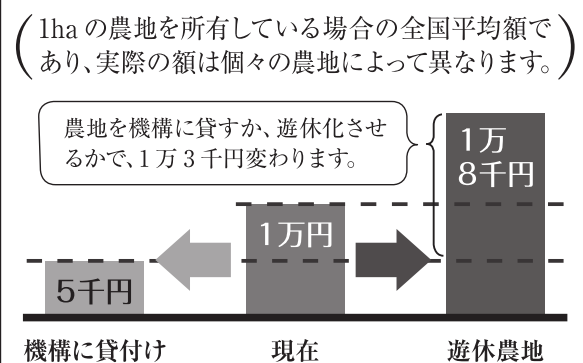 1haの農地を所有している場合の全国平均額で
あり、実際の額は個々の農地によって異なります。
農地を機構に貸すか、遊休化させ
るかで、1万3千円変わります。
1万
8千円
1万円
5千円
機構に貸付け
現在
遊休農地